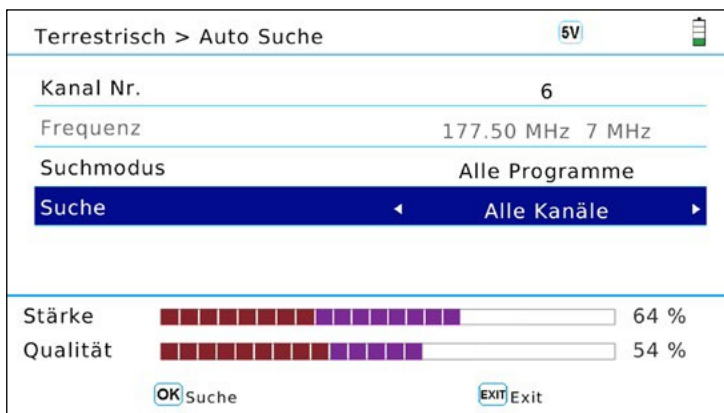 Terrestrisch > Auto Suche 5V
Kanal Nr. 6
Frequenz 177.50 MHz 7 MHz
Suchmodus Alle Programme
Suche Alle Kanäle
Stärke 64 %
Qualität 54 %
OK Suche EXIT Exit